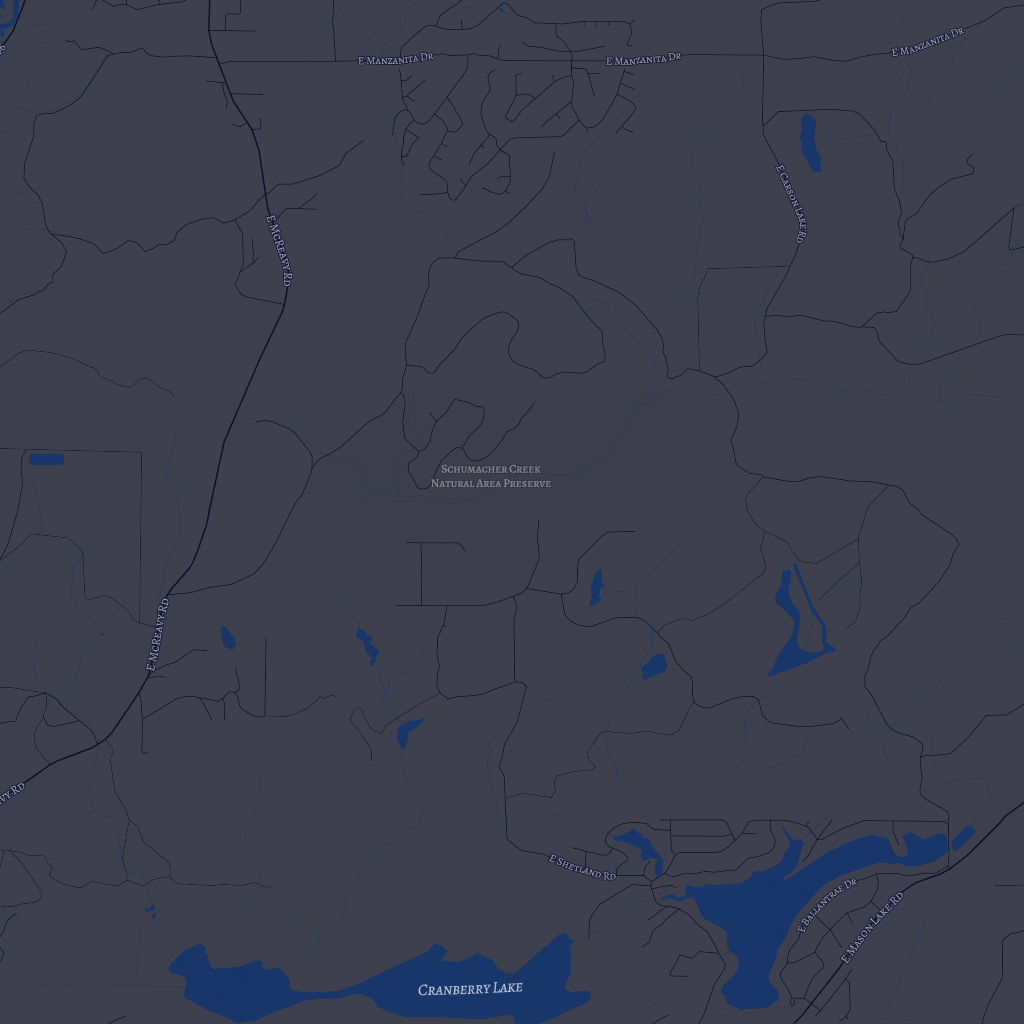 E Manzanita Dr
E Manzanita Dr
E Manzanita Dr
E Carson Lake Rd
E McReavy Rd
Schumacher Creek
Natural Area Preserve
E McReavy Rd
vy Rd
E Shetland Rd
E Ballantrae Dr
E Mason Lake Rd
Cranberry Lake